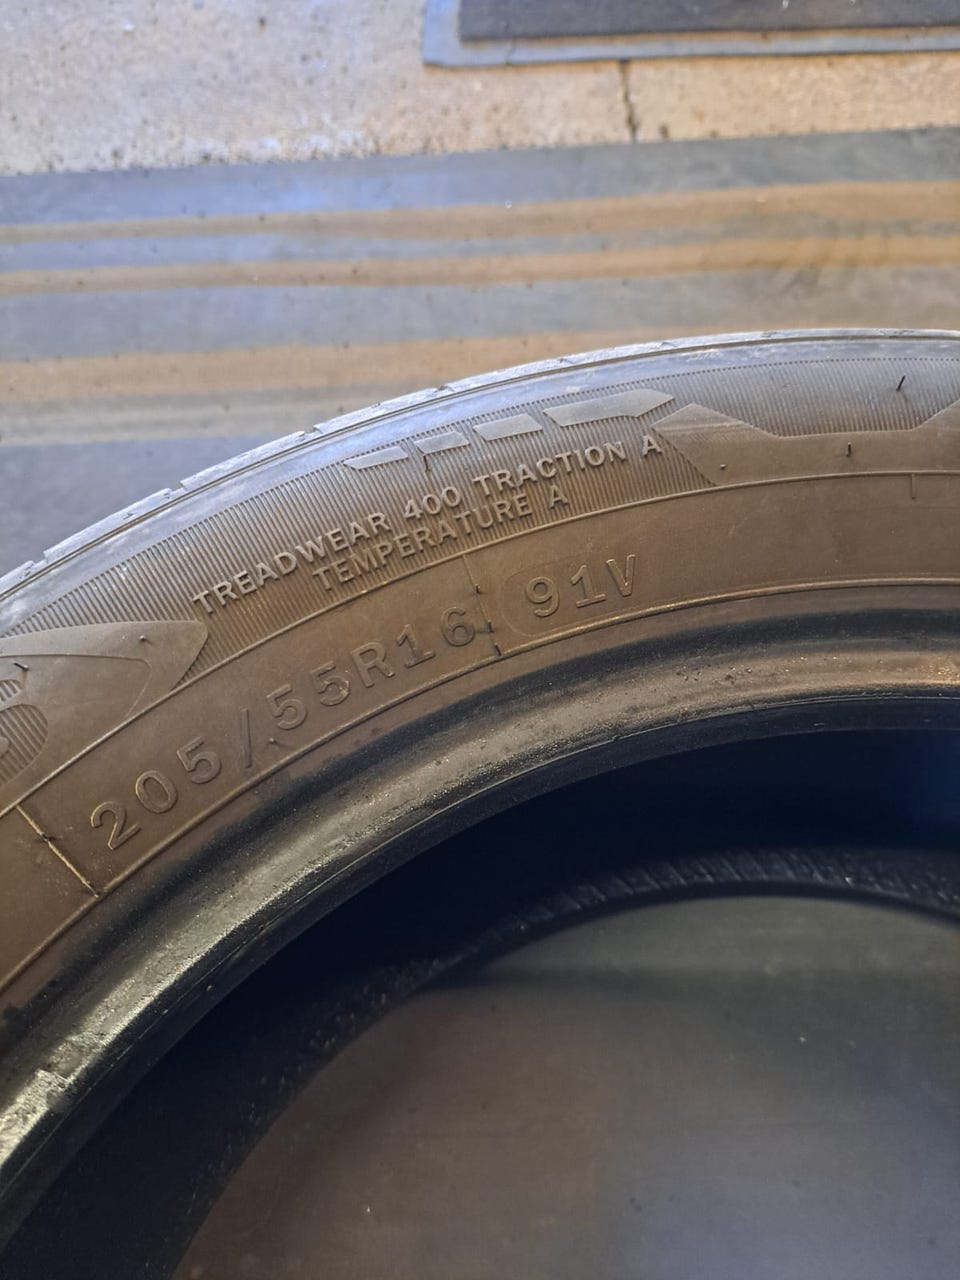 TREADWEAR 400 TRACTION A
TEMPERATURE A
205/55R16 91V